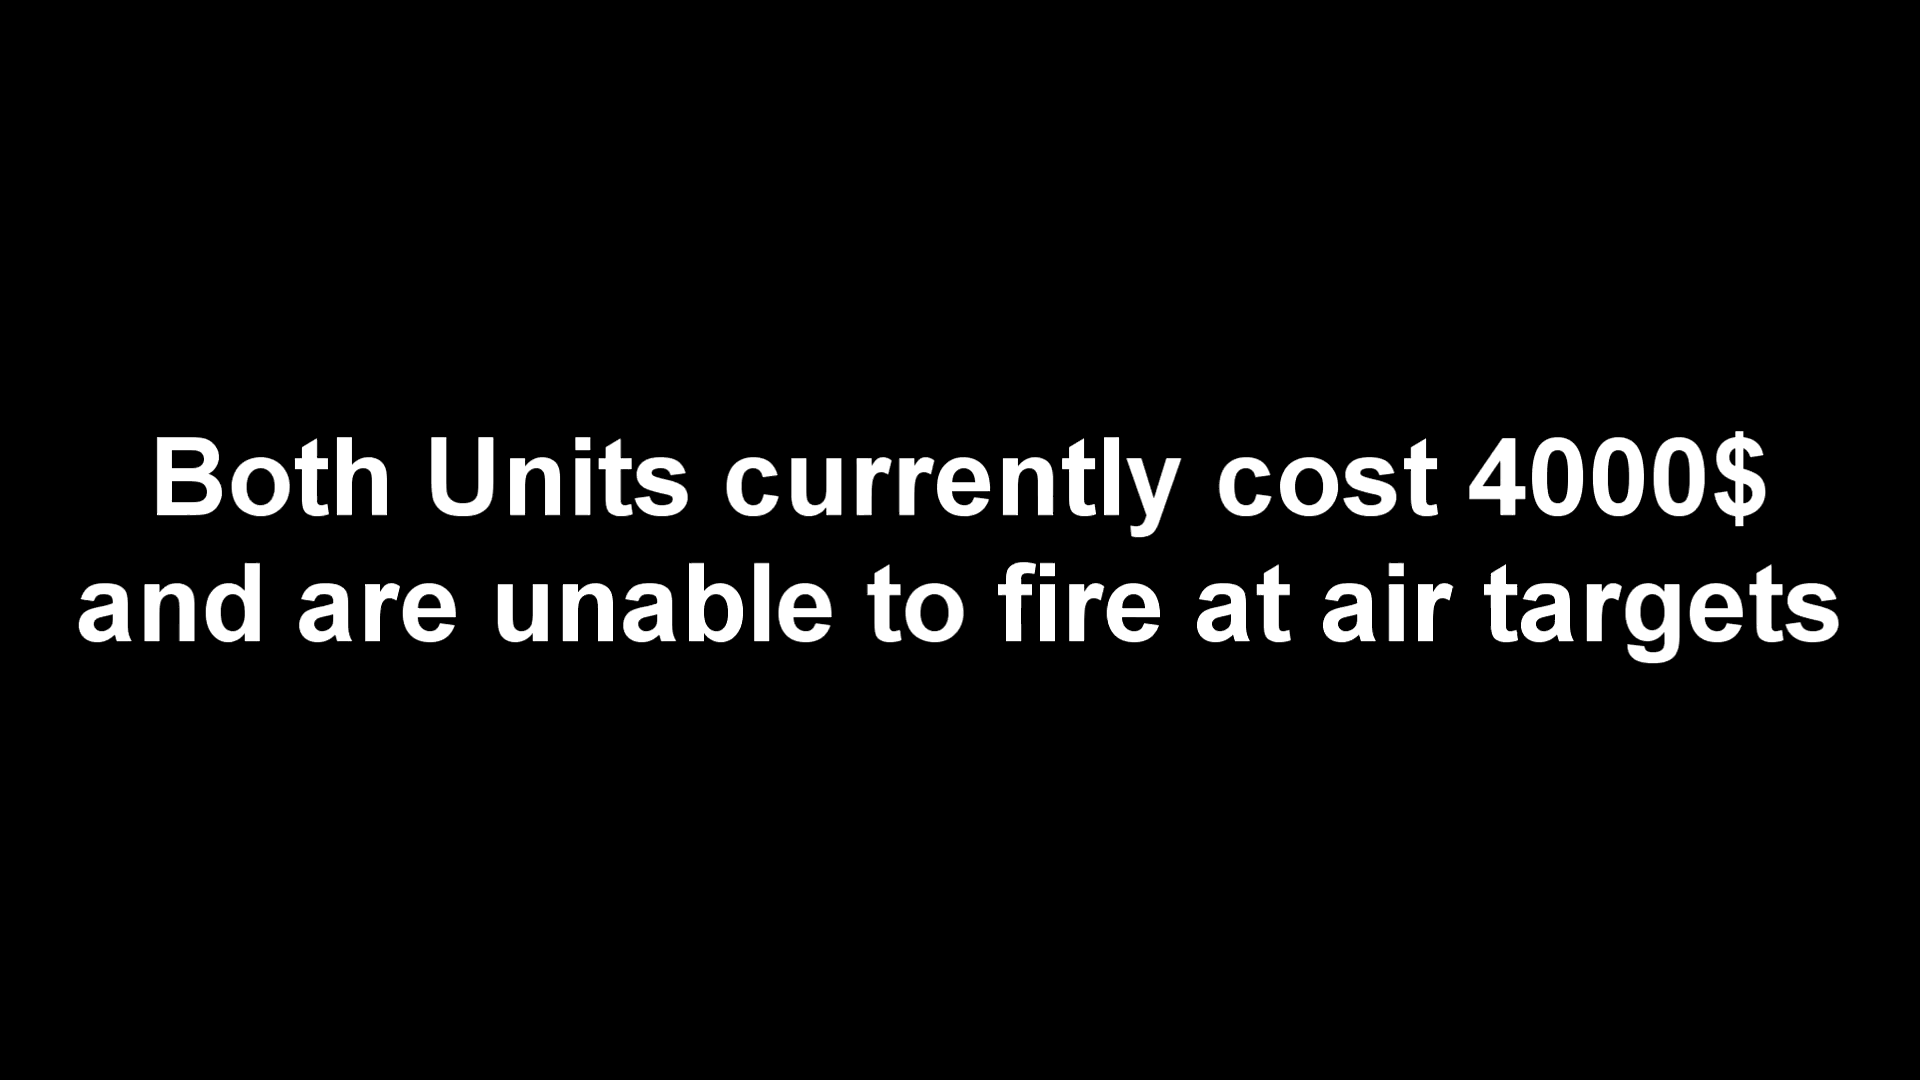 Both Units currently cost 4000$
and are unable to fire at air targets